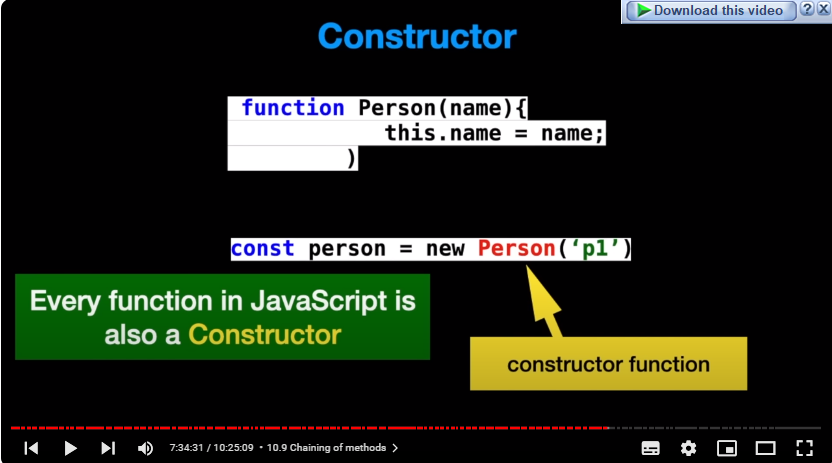 Download this video
Constructor
function Person(name){
this.name = name;
)
const person = new Person(‘p1’)
Every function in JavaScript is
also a Constructor
constructor function
7:34:31 / 10:25:09 • 10.9 Chaining of methods >